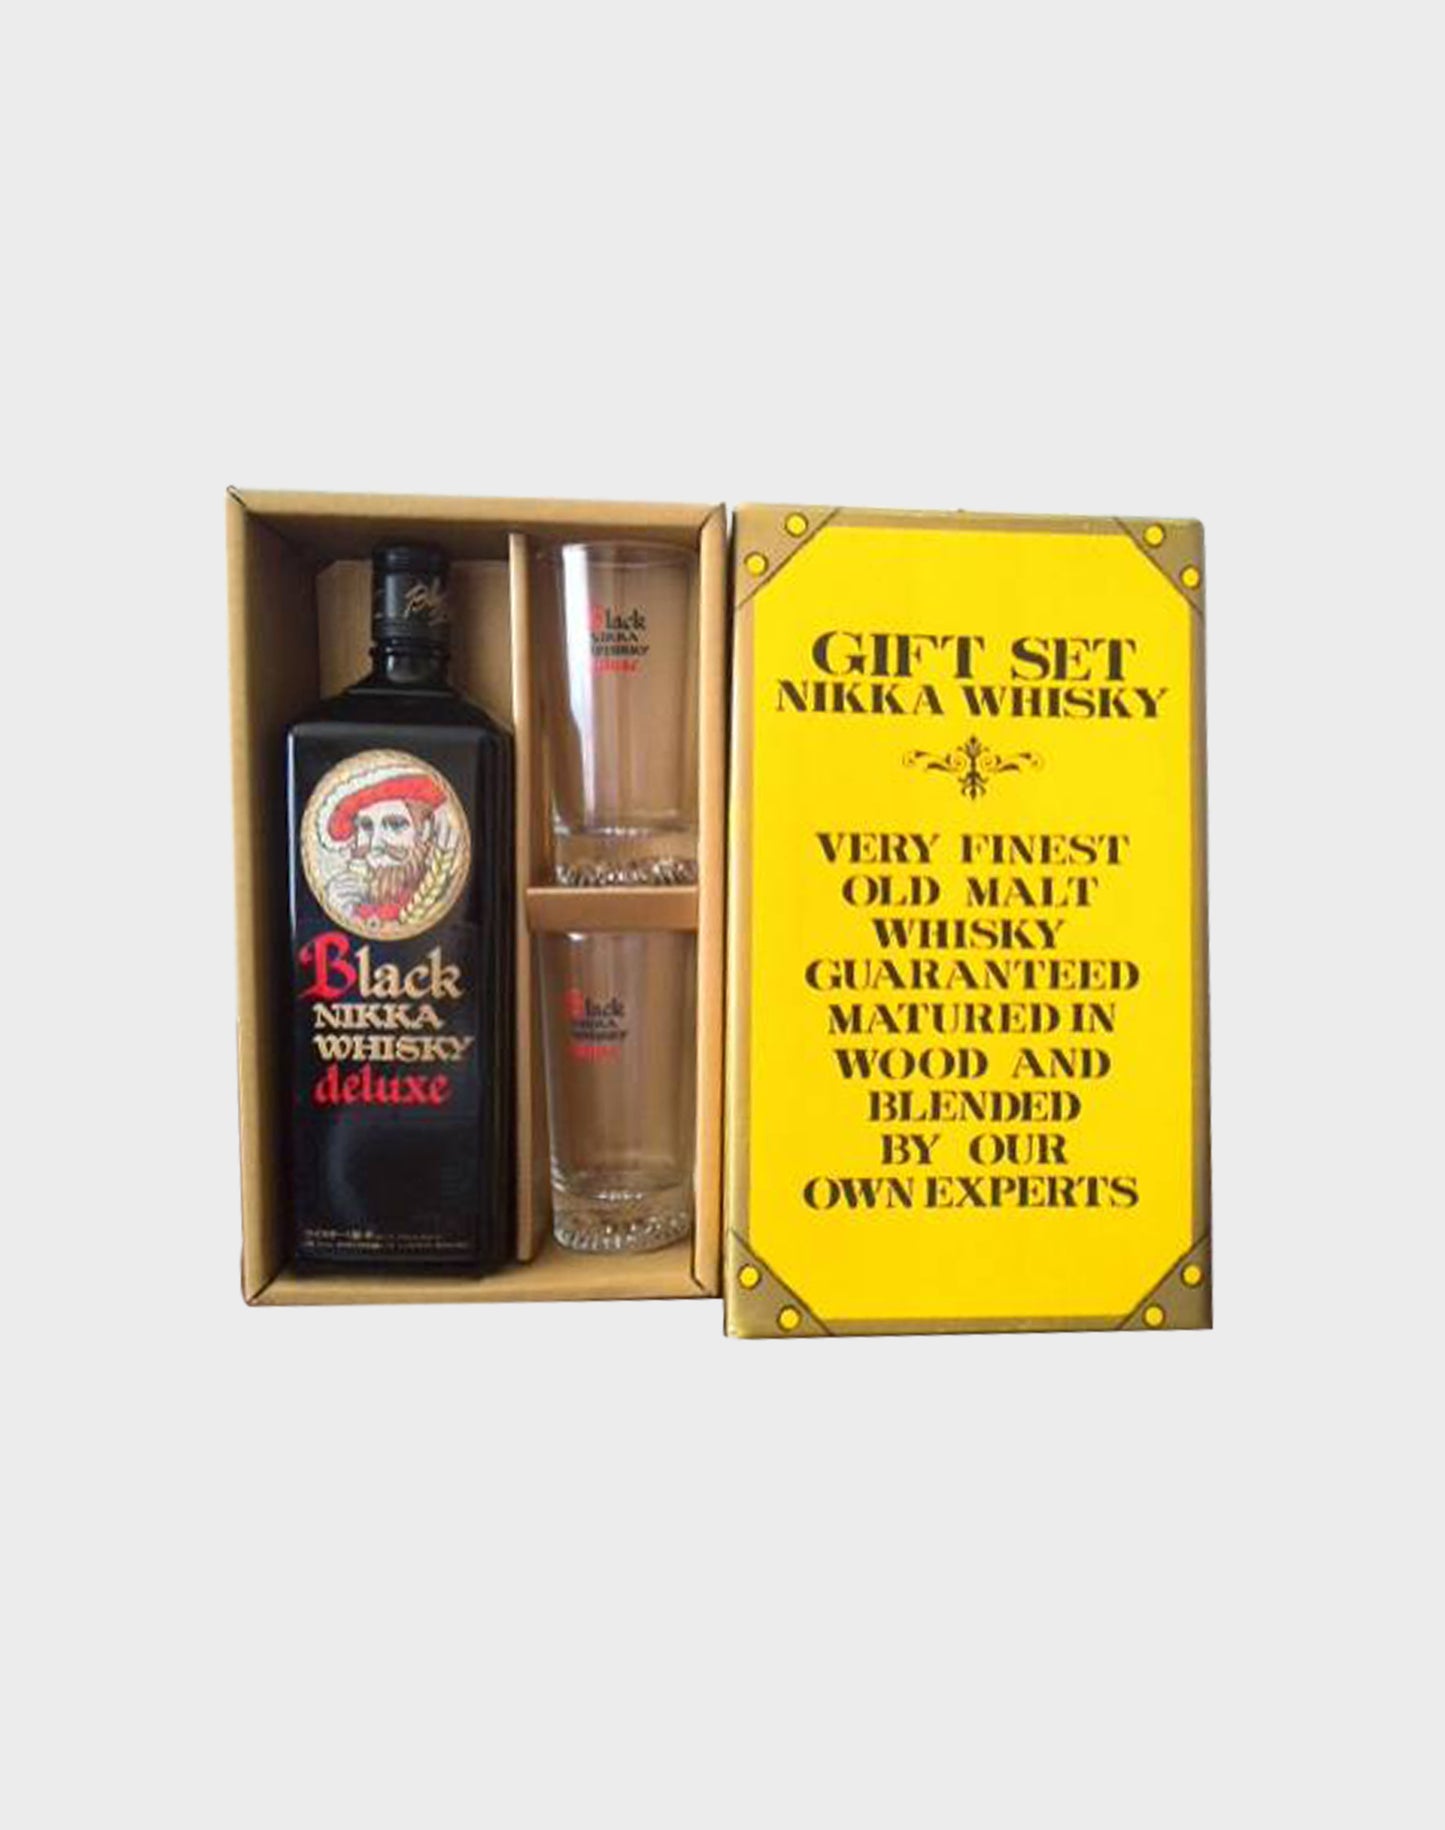 Black
NIKKA
WHISKY
deluxe
Black
NIKKA
WHISKY
deluxe
Black
NIKKA
WHISKY
GIFT SET
NIKKA WHISKY
VERY FINEST
OLD MALT
WHISKY
GUARANTEED
MATURED IN
WOOD AND
BLENDED
BY OUR
OWN EXPERTS